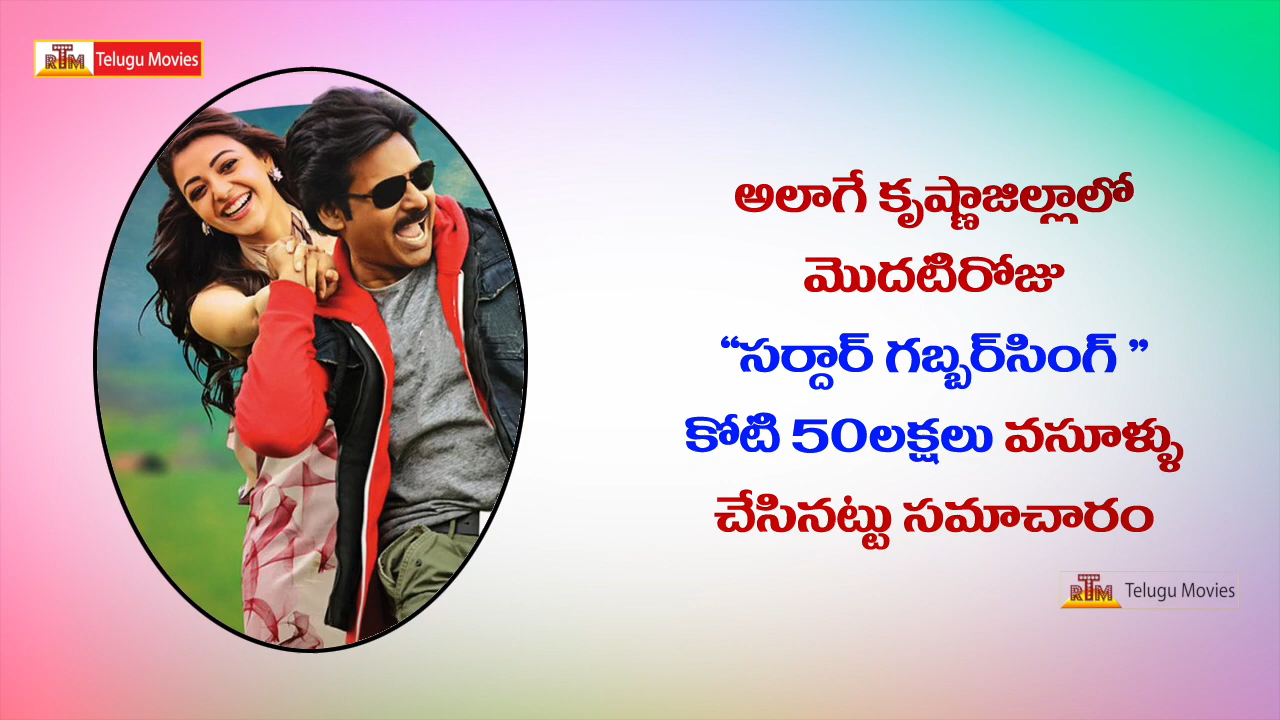 RTM Telugu Movies
అలాగే కృష్ణాజిల్లాలో
మొదటిరోజు
“సర్దార్ గబ్బర్‌సింగ్ ”
కోటి 50లక్షలు వసూళ్ళు
చేసినట్టు సమాచారం
RTM Telugu Movies